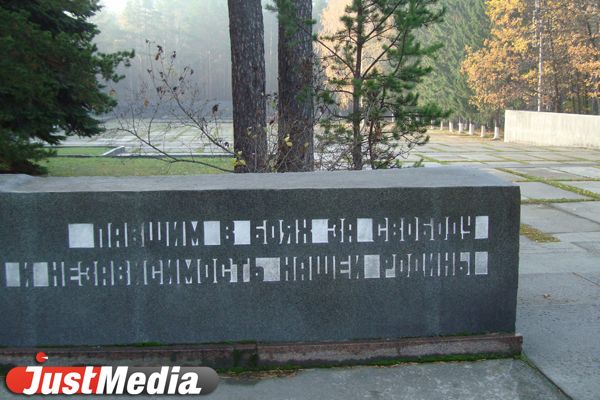 ПАВШИМ В БОЯХ ЗА СВОБОДУ
И НЕЗАВИСИМОСТЬ НАШЕЙ РОДИНЫ
JustMedia